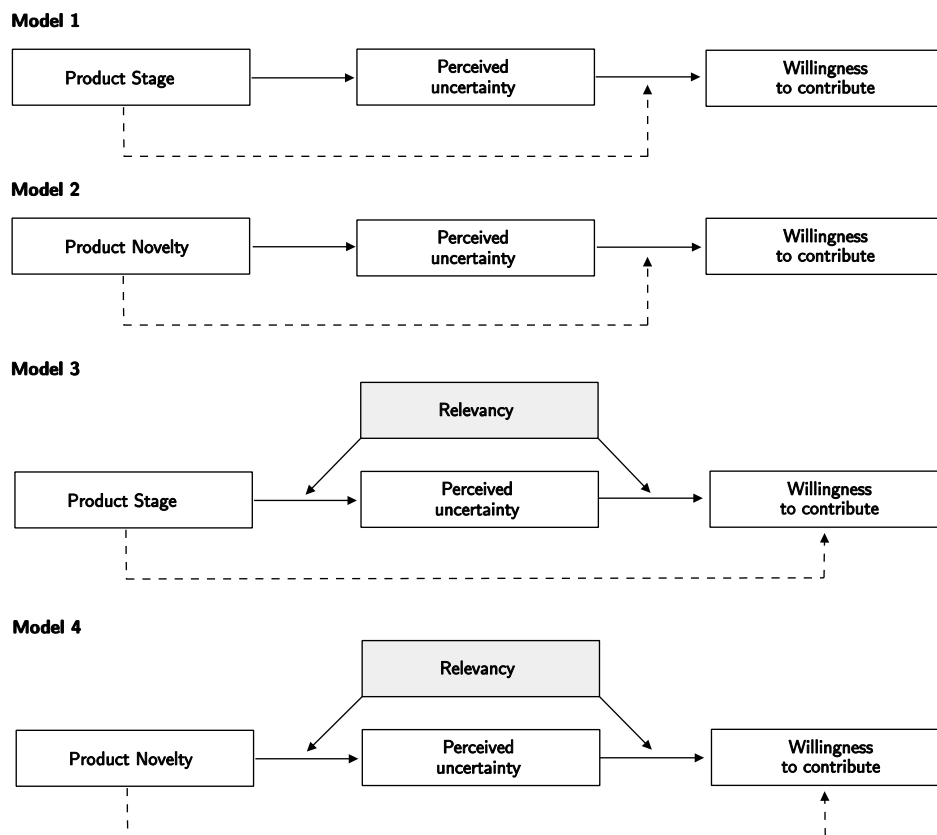 Model 1
Product Stage
Perceived
uncertainty
Willingness
to contribute
Model 2
Product Novelty
Perceived
uncertainty
Willingness
to contribute
Model 3
Relevancy
Product Stage
Perceived
uncertainty
Willingness
to contribute
Model 4
Relevancy
Product Novelty
Perceived
uncertainty
Willingness
to contribute